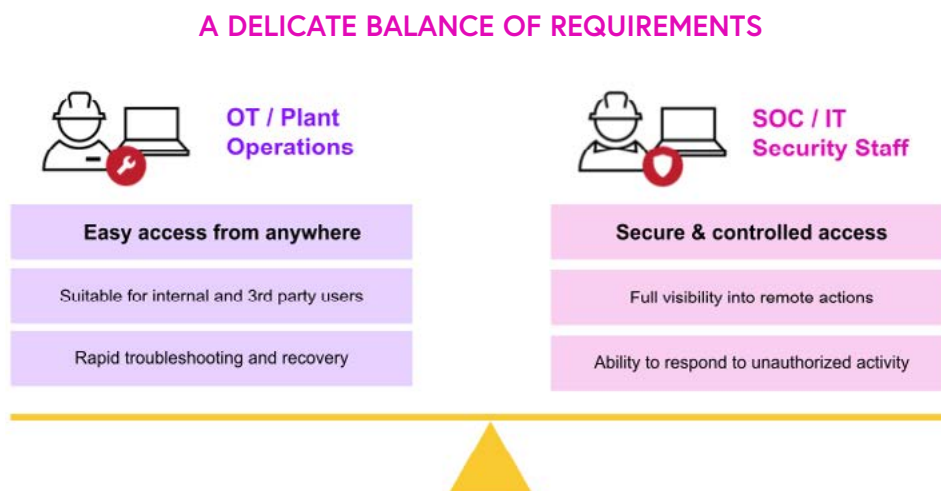 A DELICATE BALANCE OF REQUIREMENTS
OT / Plant
Operations
Easy access from anywhere
Suitable for internal and 3rd party users
Rapid troubleshooting and recovery
SOC / IT
Security Staff
Secure & controlled access
Full visibility into remote actions
Ability to respond to unauthorized activity